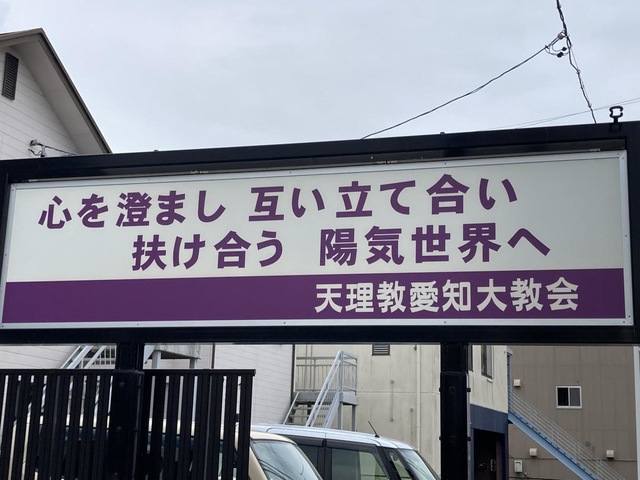 心を澄まし 互い立て合い
扶け合う 陽気世界へ
天理教愛知大教会